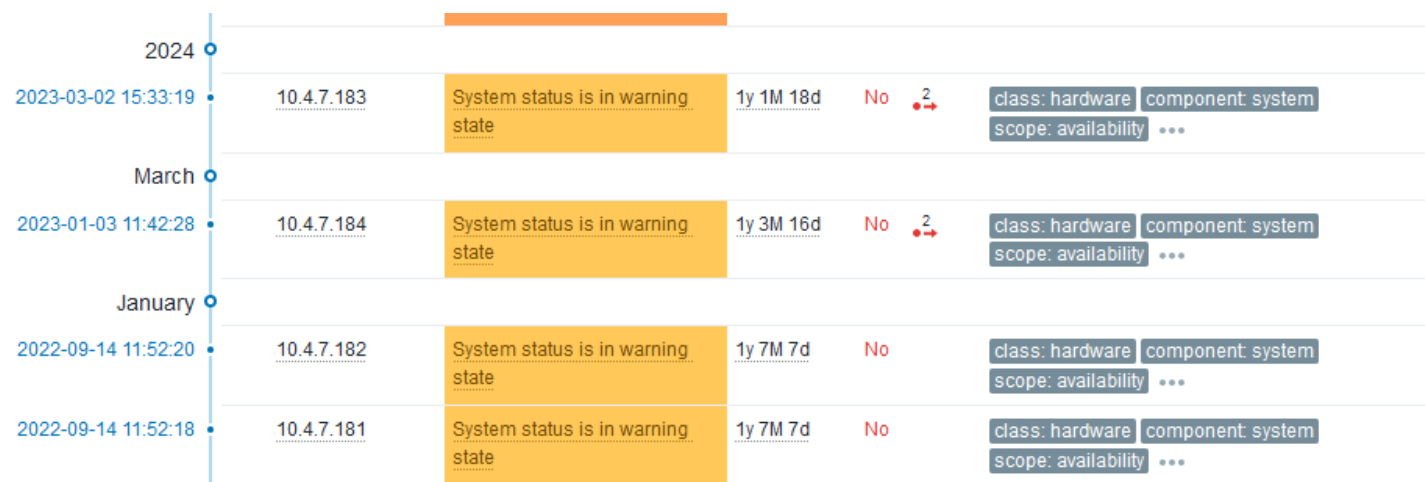 2024
2023-03-02 15:33:19 10.4.7.183 System status is in warning 1y 1M 18d No 2 class: hardware component: system
state scope: availability •••
March
2023-01-03 11:42:28 10.4.7.184 System status is in warning 1y 3M 16d No 2 class: hardware component: system
state scope: availability •••
January
2022-09-14 11:52:20 10.4.7.182 System status is in warning 1y 7M 7d No class: hardware component: system
state scope: availability •••
2022-09-14 11:52:18 10.4.7.181 System status is in warning 1y 7M 7d No class: hardware component: system
state scope: availability •••